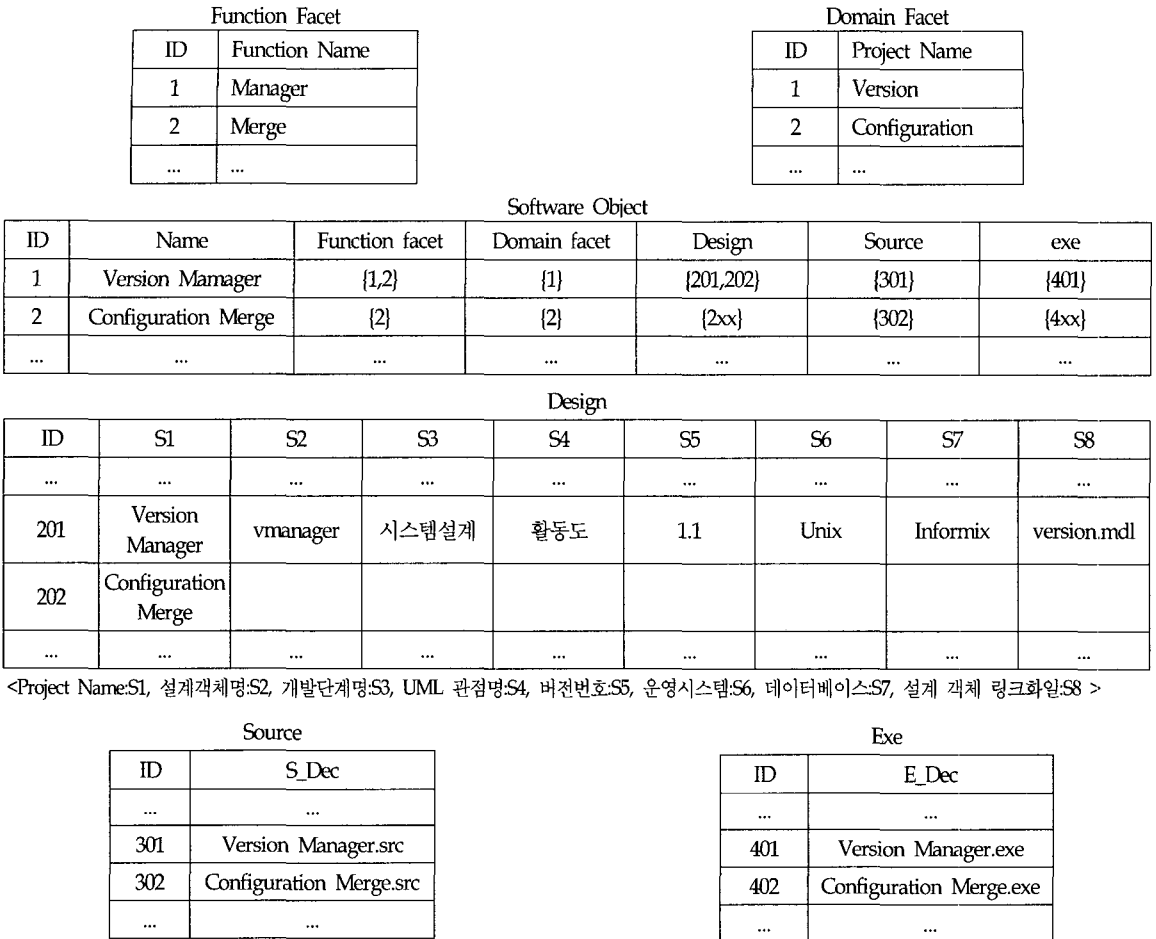 Function Facet
ID Function Name
1 Manager
2 Merge
... ...
Domain Facet
ID Project Name
1 Version
2 Configuration
... ...
Software Object
ID Name Function facet Domain facet Design Source exe
1 Version Mamager {1,2} {1} {201,202} {301} {401}
2 Configuration Merge {2} {2} {2xx} {302} {4xx}
... ... ... ... ... ... ...
Design
ID S1 S2 S3 S4 S5 S6 S7 S8
... ... ... ... ... ... ... ... ...
201 Version Manager vmanager 시스템설계 활동도 1.1 Unix Informix version.mdl
202 Configuration Merge
... ... ... ... ... ... ... ... ...
<Project Name:S1, 설계객체명:S2, 개발단계명:S3, UML 관점명:S4, 버전번호:S5, 운영시스템:S6, 데이터베이스:S7, 설계 객체 링크화일:S8 >
Source
ID S_Dec
... ...
301 Version Manager.src
302 Configuration Merge.src
... ...
Exe
ID E_Dec
... ...
401 Version Manager.exe
402 Configuration Merge.exe
... ...